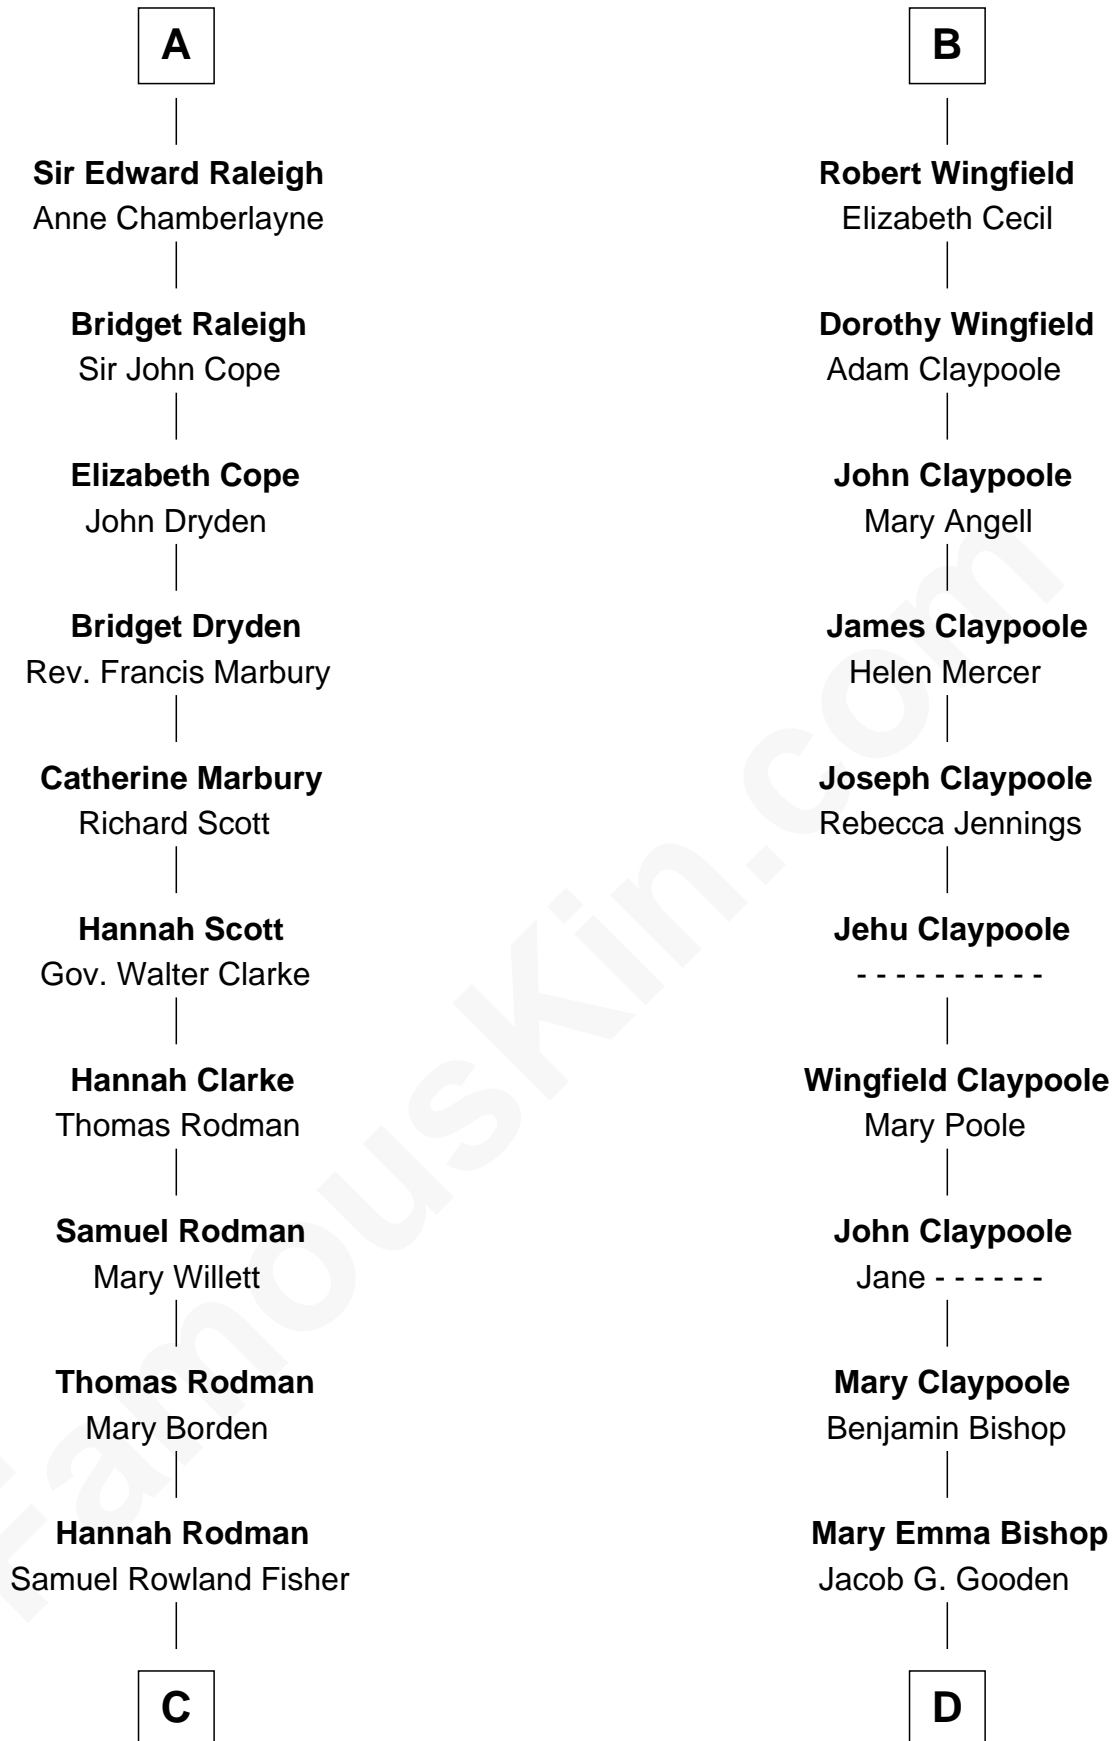 A
Sir Edward Raleigh
Anne Chamberlayne
Bridget Raleigh
Sir John Cope
Elizabeth Cope
John Dryden
Bridget Dryden
Rev. Francis Marbury
Catherine Marbury
Richard Scott
Hannah Scott
Gov. Walter Clarke
Hannah Clarke
Thomas Rodman
Samuel Rodman
Mary Willett
Thomas Rodman
Mary Borden
Hannah Rodman
Samuel Rowland Fisher
C
B
Robert Wingfield
Elizabeth Cecil
Dorothy Wingfield
Adam Claypoole
John Claypoole
Mary Angell
James Claypoole
Helen Mercer
Joseph Claypoole
Rebecca Jennings
Jehu Claypoole
- - - - - - - - - -
Wingfield Claypoole
Mary Poole
John Claypoole
Jane - - - - - -
Mary Claypoole
Benjamin Bishop
Mary Emma Bishop
Jacob G. Gooden
D
FamousKin.com